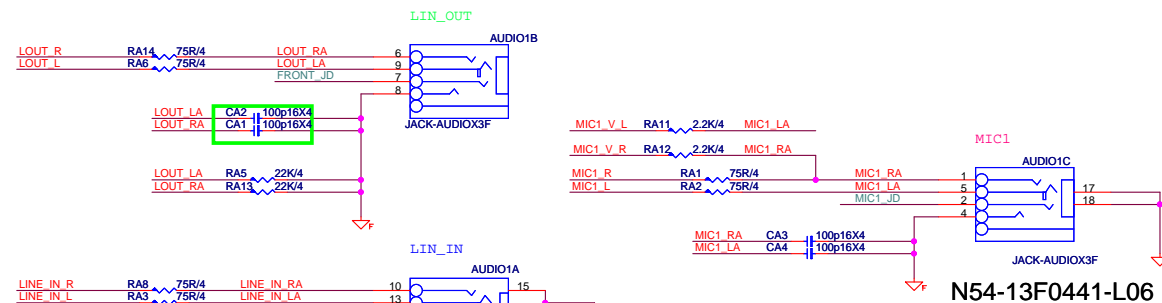 LIN_OUT
AUDIO1B
LOUT_R RA14 75R/4 LOUT_RA 6
LOUT_L RA6 75R/4 LOUT_LA 9
FRONT_JD 7
8
LOUT_LA CA2 100p16X4
LOUT_RA CA1 100p16X4
JACK-AUDIOX3F
LOUT_LA RA5 22K/4
LOUT_RA RA13 22K/4
F
MIC1_V_L RA11 2.2K/4 MIC1_LA
MIC1_V_R RA12 2.2K/4 MIC1_RA
MIC1
AUDIO1C
MIC1_R RA1 75R/4 MIC1_RA 1
MIC1_L RA2 75R/4 MIC1_LA 5 17
MIC1_JD 2 18
4
MIC1_RA CA3 100p16X4
MIC1_LA CA4 100p16X4
JACK-AUDIOX3F
F
N54-13F0441-L06
LIN_IN
AUDIO1A
LINE_IN_R RA8 75R/4 LINE_IN_RA 10 15
LINE_IN_L RA3 75R/4 LINE_IN_LA 13